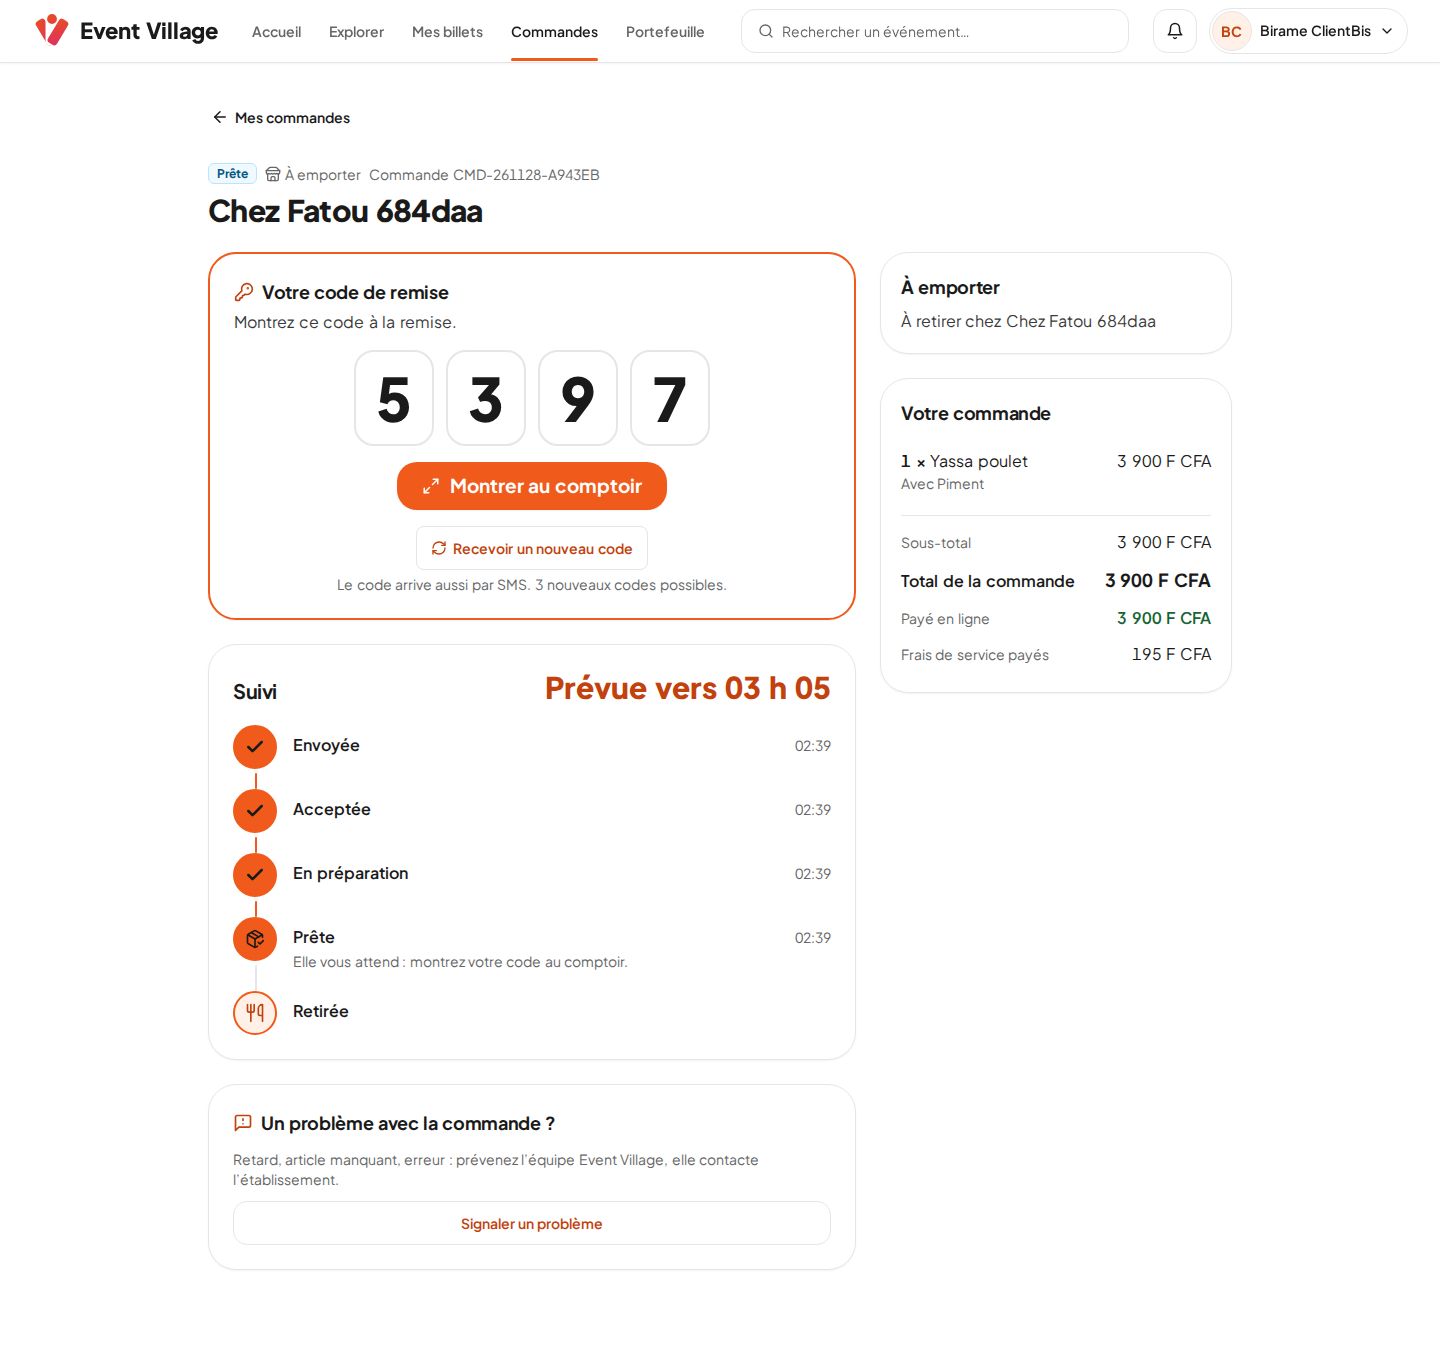 Event Village
Accueil
Explorer
Mes billets
Commandes
Portefeuille
Rechercher un événement…
BC
Birame ClientBis
Mes commandes
Prête
À emporter
Commande CMD-261128-A943EB
Chez Fatou 684daa
Votre code de remise
Montrez ce code à la remise.
5 3 9 7
Montrer au comptoir
Recevoir un nouveau code
Le code arrive aussi par SMS. 3 nouveaux codes possibles.
Suivi
Prévue vers 03 h 05
Envoyée 02:39
Acceptée 02:39
En préparation 02:39
Prête 02:39
Elle vous attend : montrez votre code au comptoir.
Retirée
Un problème avec la commande ?
Retard, article manquant, erreur : prévenez l'équipe Event Village, elle contacte
l'établissement.
Signaler un problème
À emporter
À retirer chez Chez Fatou 684daa
Votre commande
1 × Yassa poulet 3 900 F CFA
Avec Piment
Sous-total 3 900 F CFA
Total de la commande 3 900 F CFA
Payé en ligne 3 900 F CFA
Frais de service payés 195 F CFA